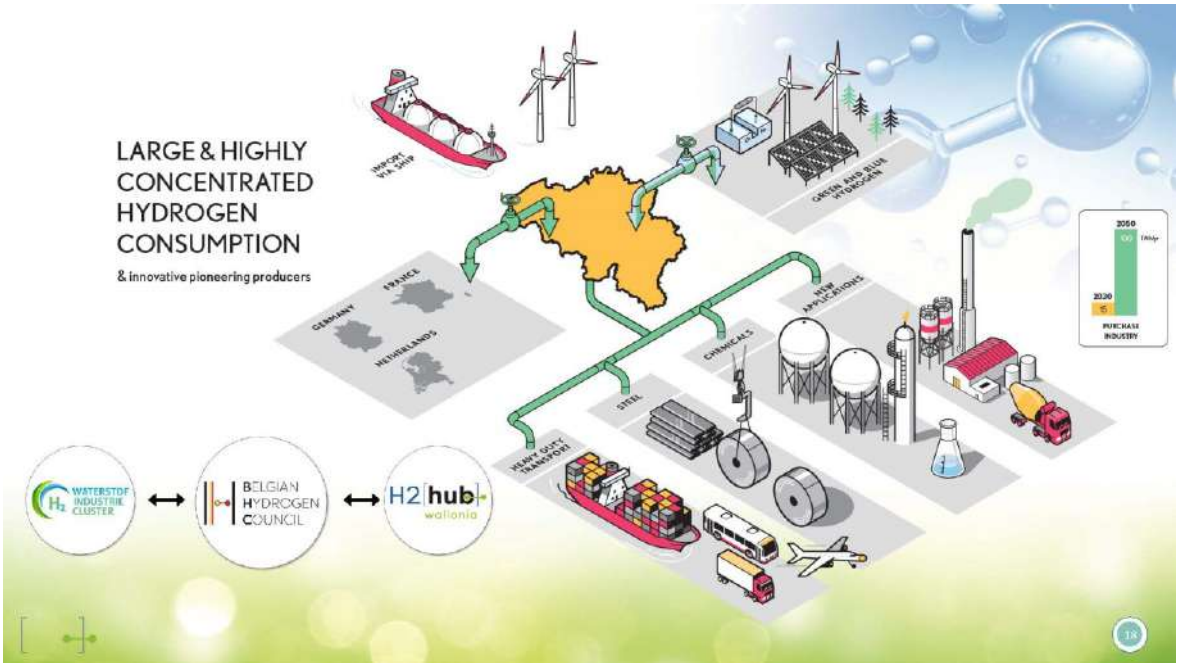 LARGE & HIGHLY
CONCENTRATED
HYDROGEN
CONSUMPTION
& innovative pioneering producers
IMPORT
VIA SHIP
GREEN AND BLUE
HYDROGEN
GERMANY
FRANCE
NETHERLANDS
NEW
APPLICATIONS
CHEMICALS
STEEL
HEAVY DUTY
TRANSPORT
2050
100
2030
15
PURCHASE
INDUSTRY
H2
WATERSTOF
INDUSTRIE
CLUSTER
BELGIAN
HYDROGEN
COUNCIL
H2[hub]
wallonia
18